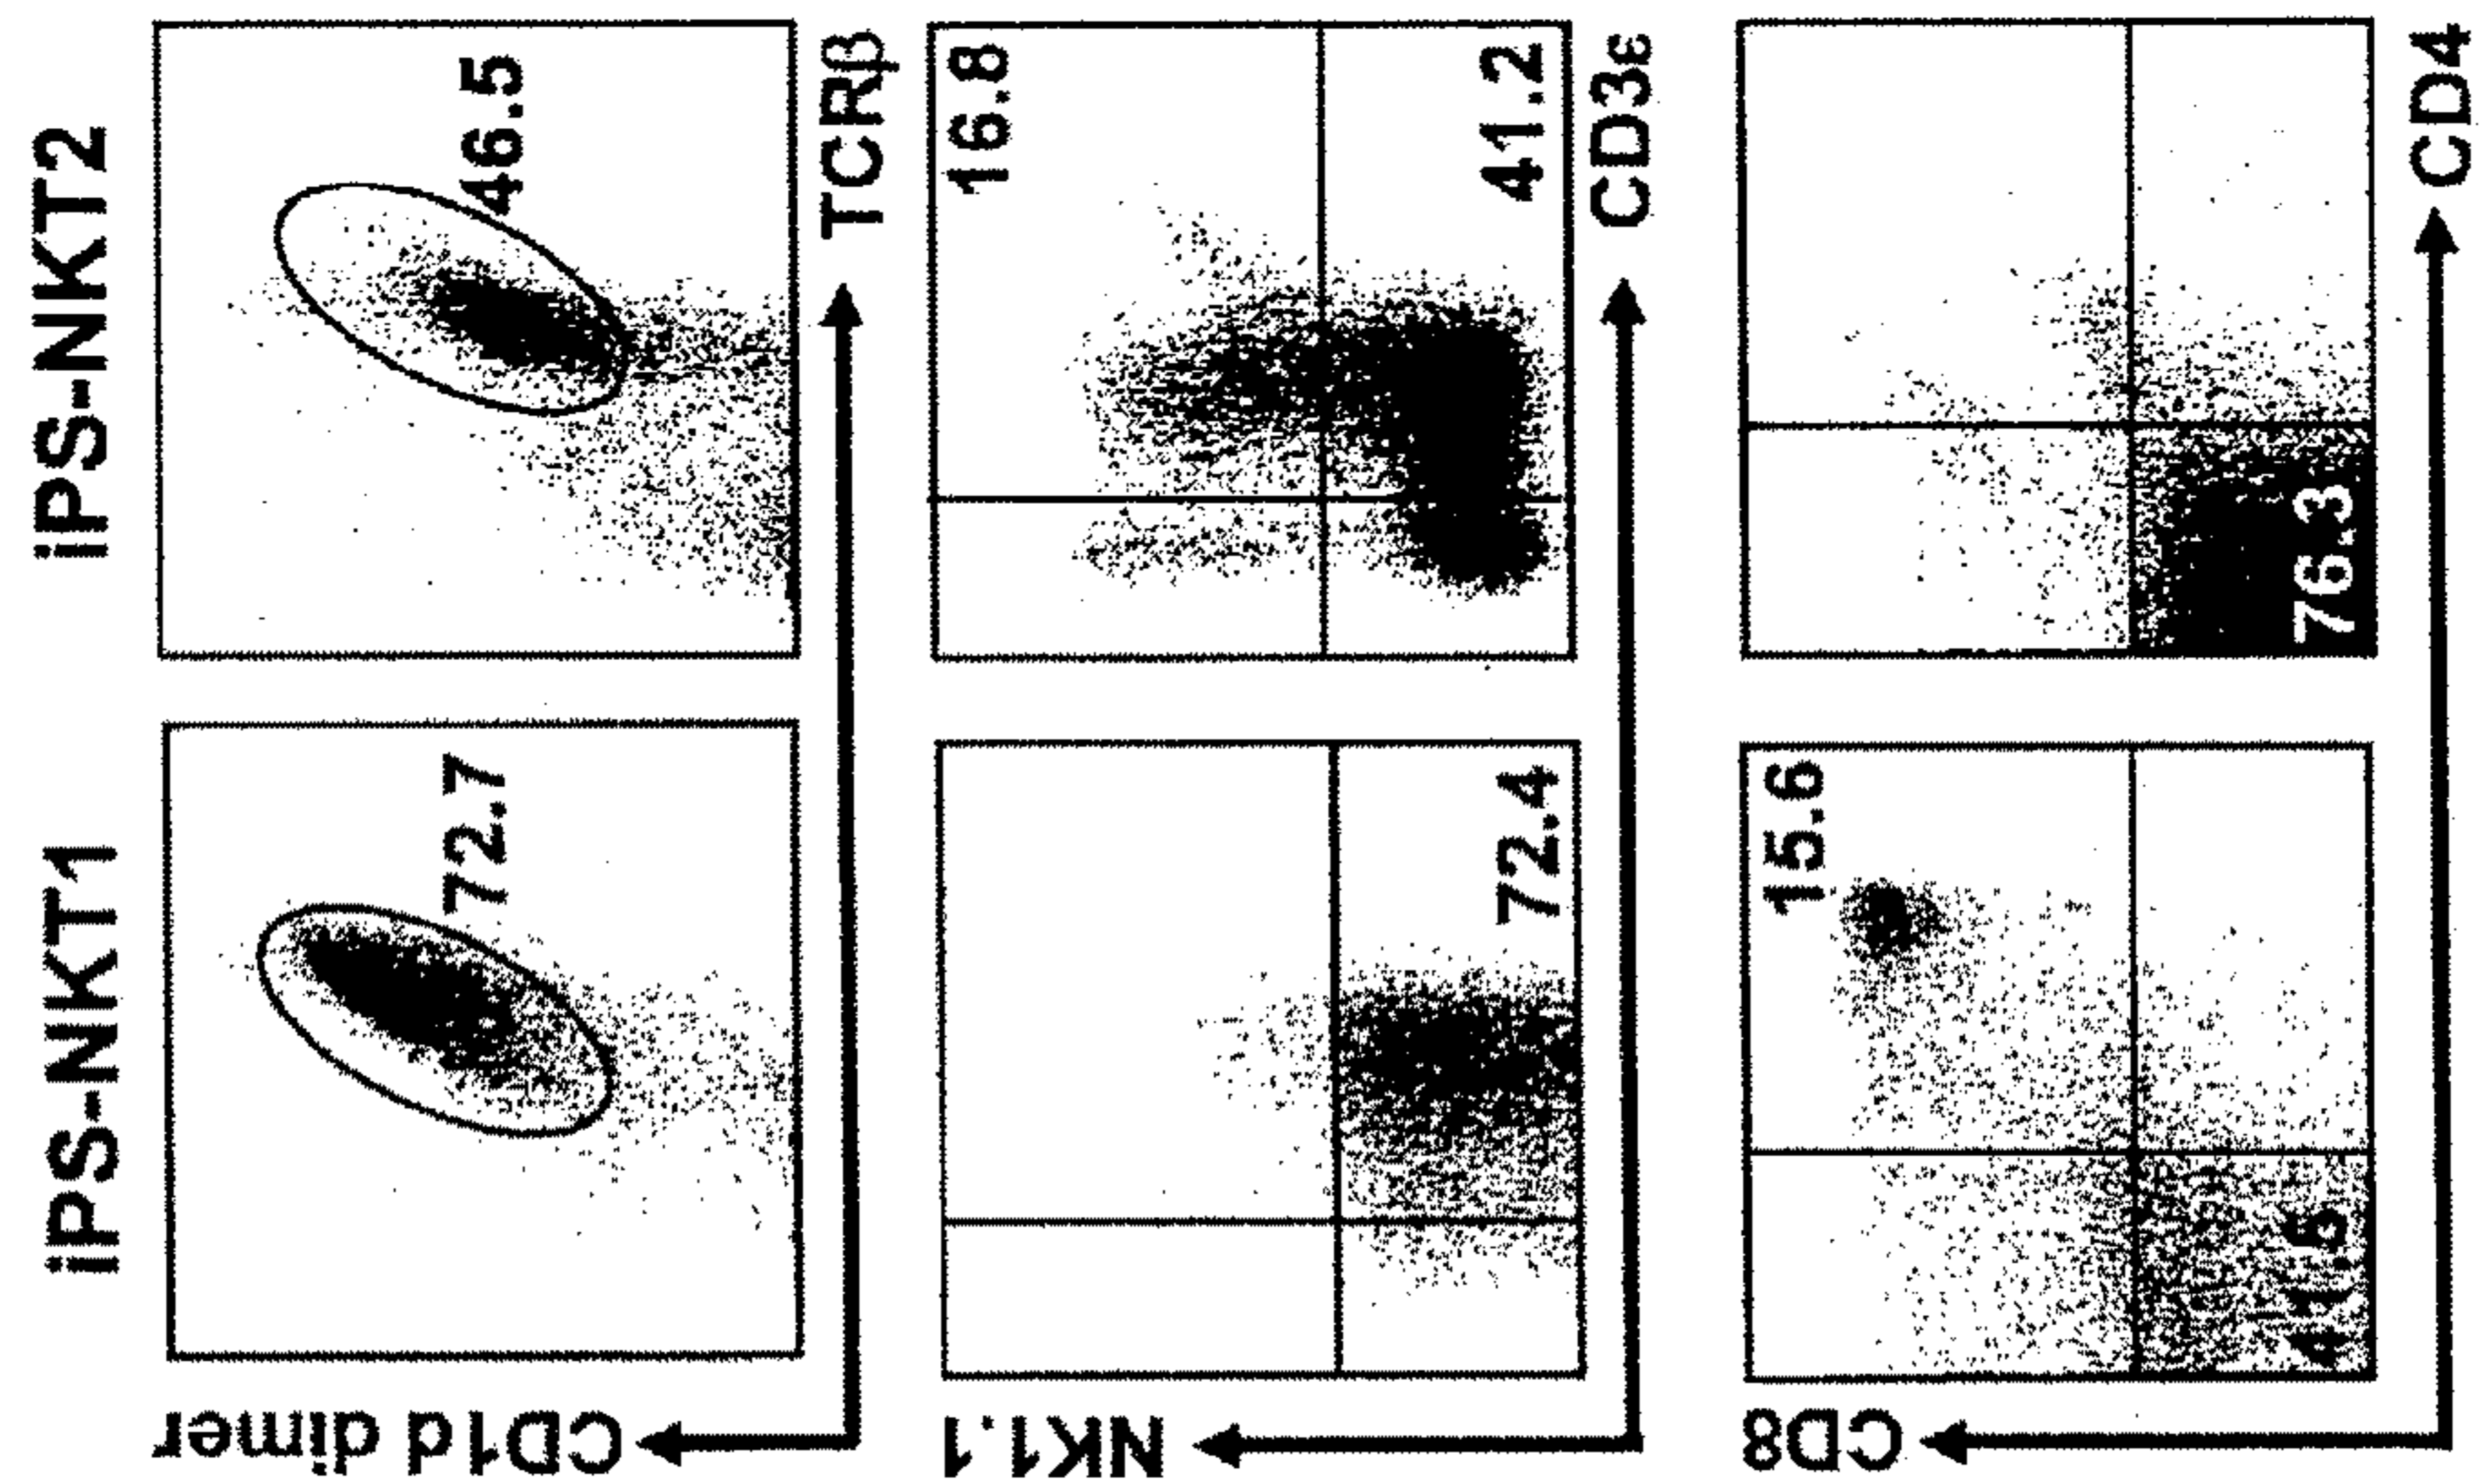 iPS-NKT1
iPS-NKT2
CD1d dimer
72.7
46.5
TCRβ
NK1.1
16.8
72.4
41.2
CD3ε
CD8
15.6
41.5
76.3
CD4